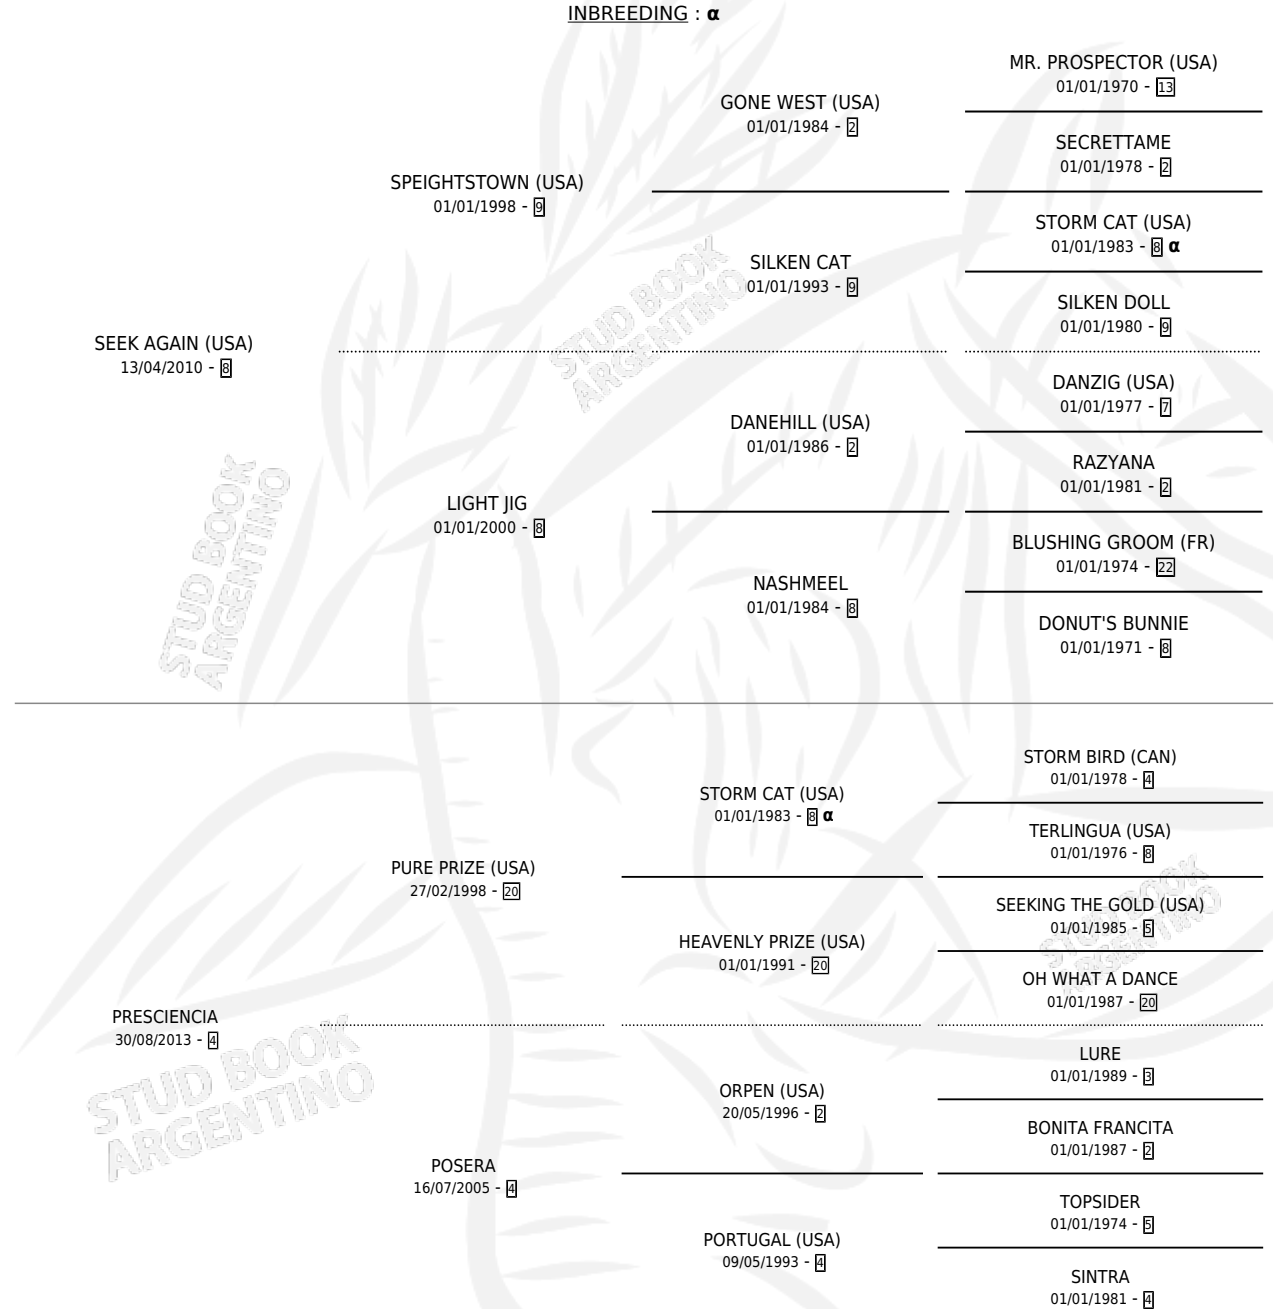 INBREEDING : α
MR. PROSPECTOR (USA)
01/01/1970 - 13
GONE WEST (USA)
01/01/1984 - 2
SECRETTAME
01/01/1978 - 2
SPEIGHTSTOWN (USA)
01/01/1998 - 9
STORM CAT (USA)
01/01/1983 - 8 α
SILKEN CAT
01/01/1993 - 9
SILKEN DOLL
01/01/1980 - 9
SEEK AGAIN (USA)
13/04/2010 - 8
DANZIG (USA)
01/01/1977 - 7
DANEHILL (USA)
01/01/1986 - 2
RAZYANA
01/01/1981 - 2
LIGHT JIG
01/01/2000 - 8
BLUSHING GROOM (FR)
01/01/1974 - 22
NASHMEEL
01/01/1984 - 8
DONUT'S BUNNIE
01/01/1971 - 8
STORM BIRD (CAN)
01/01/1978 - 4
STORM CAT (USA)
01/01/1983 - 8 α
TERLINGUA (USA)
01/01/1976 - 8
PURE PRIZE (USA)
27/02/1998 - 20
SEEKING THE GOLD (USA)
01/01/1985 - 5
HEAVENLY PRIZE (USA)
01/01/1991 - 20
OH WHAT A DANCE
01/01/1987 - 20
PRESCIENCIA
30/08/2013 - 4
LURE
01/01/1989 - 3
ORPEN (USA)
20/05/1996 - 2
BONITA FRANCITA
01/01/1987 - 2
POSERA
16/07/2005 - 4
TOPSIDER
01/01/1974 - 5
PORTUGAL (USA)
09/05/1993 - 4
SINTRA
01/01/1981 - 4
STUD BOOK
ARGENTINO
STUD BOOK
ARGENTINO
STUD BOOK
ARGENTINO
STUD BOOK
ARGENTINO